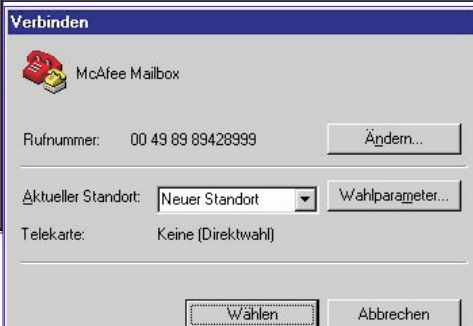 Verbinden
McAfee Mailbox
Rufnummer: 00 49 89 89428999 Ändern...
Aktueller Standort: Neuer Standort Wahlparameter...
Telekarte: Keine (Direktwahl)
Wählen Abbrechen